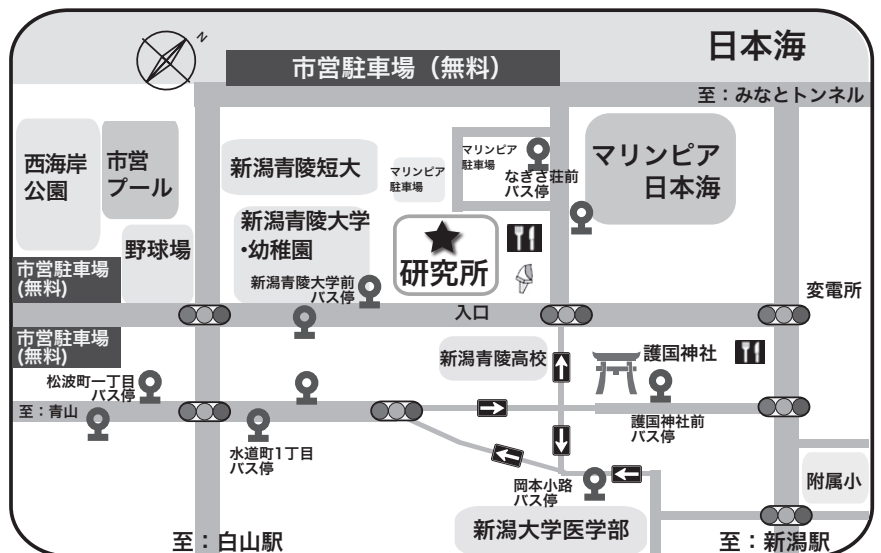 N
日本海
市営駐車場（無料）
至：みなとトンネル
西海岸
公園
市営
プール
新潟青陵短大
マリンピア
駐車場
マリンピア
駐車場
なぎさ荘前
バス停
マリンピア
日本海
野球場
新潟青陵大学
・幼稚園
新潟青陵大学前
バス停
研究所
市営駐車場
(無料)
入口
変電所
市営駐車場
(無料)
新潟青陵高校
護国神社
松波町一丁目
バス停
至：青山
水道町1丁目
バス停
護国神社前
バス停
岡本小路
バス停
附属小
新潟大学医学部
至：白山駅
至：新潟駅